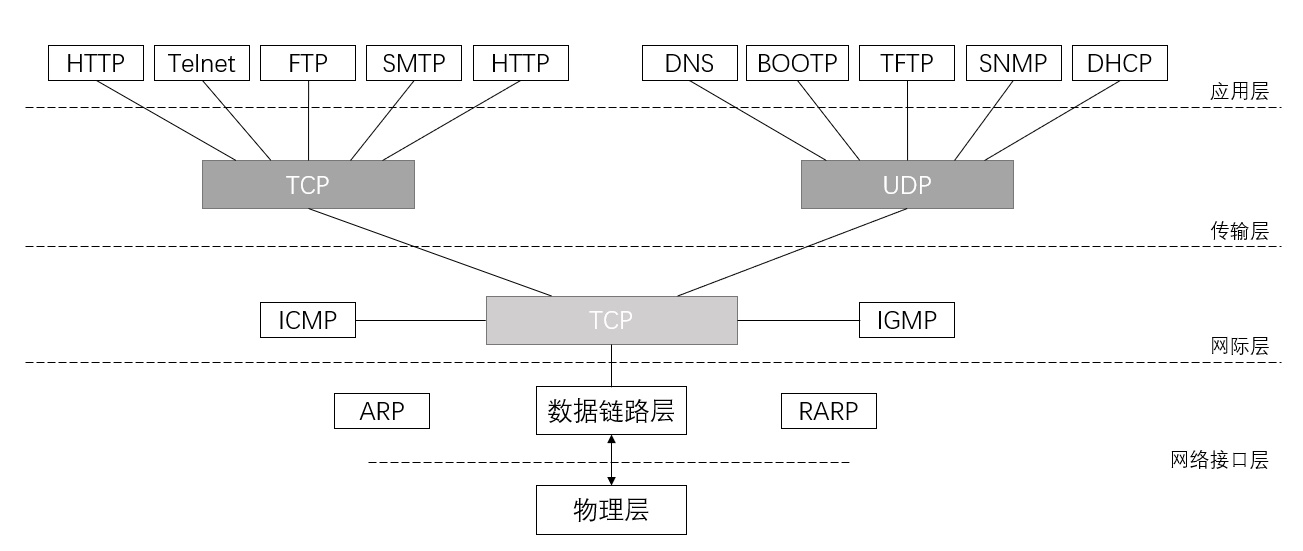 HTTP Telnet FTP SMTP HTTP DNS BOOTP TFTP SNMP DHCP
应用层
TCP UDP
传输层
ICMP TCP IGMP
网际层
ARP 数据链路层 RARP
网络接口层
物理层